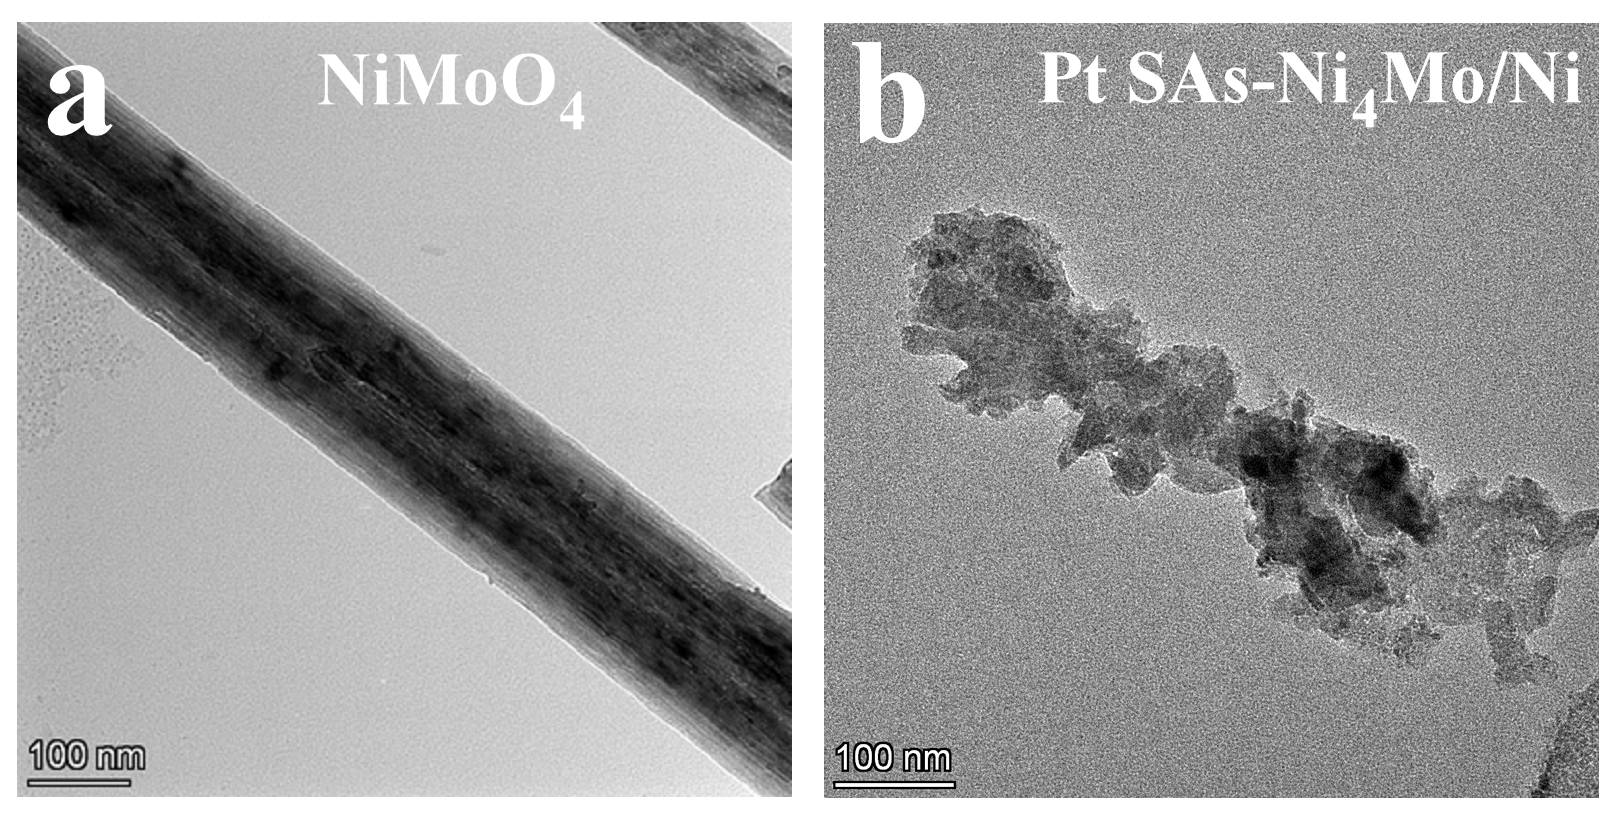 a
NiMoO₄
100 nm
b
Pt SAs-Ni₄Mo/Ni
100 nm